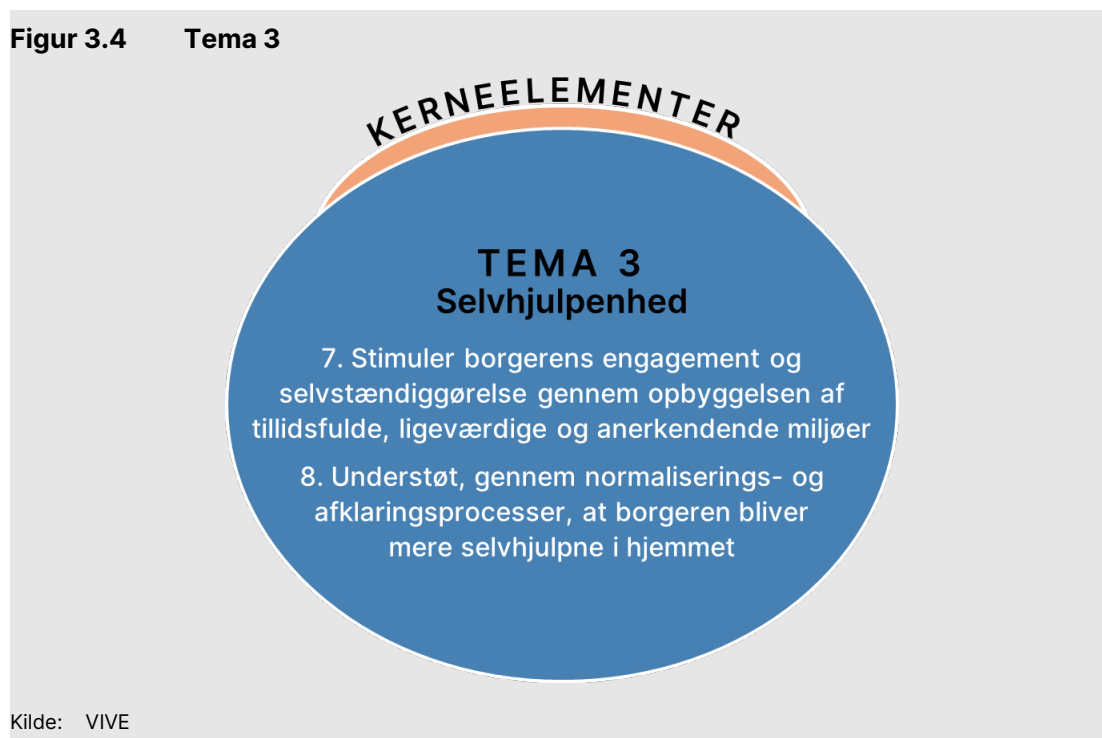 Figur 3.4 Tema 3
KERNEELEMENTER
TEMA 3
Selvhjulpenhed
7. Stimuler borgerens engagement og
selvstændiggørelse gennem opbyggelsen af
tillidsfulde, ligeværdige og anerkendende miljøer
8. Understøt, gennem normaliserings- og
afklaringsprocesser, at borgeren bliver
mere selvhjulpne i hjemmet
Kilde: VIVE